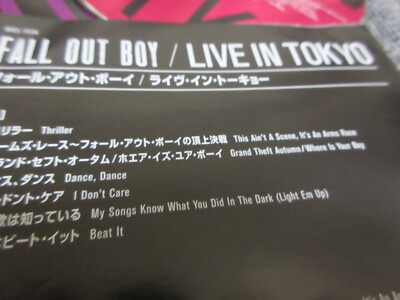 FALL OUT BOY / LIVE IN TOKYO
フォール・アウト・ボーイ / ライヴ・イン・トーキョー
リラー Thriller
ームズ・レース〜フォール・アウト・ボーイの頂上決戦 This Ain't A Scene, It's An Arms Race
ランド・セフト・オータム/ホエア・イズ・ユア・ボーイ Grand Theft Autumn/Where Is Your Boy
ス、ダンス Dance, Dance
ドント・ケア I Don't Care
歌は知っている My Songs Know What You Did In The Dark (Light Em Up)
ビート・イット Beat It